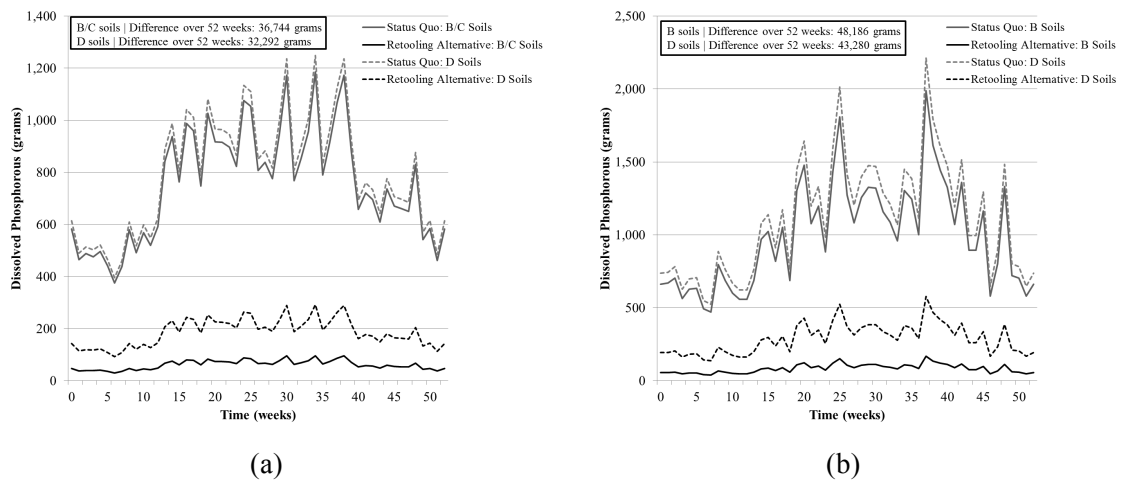 B/C soils | Difference over 52 weeks: 36,744 grams
D soils | Difference over 52 weeks: 32,292 grams
Status Quo: B/C Soils
Retooling Alternative: B/C Soils
Status Quo: D Soils
Retooling Alternative: D Soils
Dissolved Phosphorous (grams)
1,400
1,200
1,000
800
600
400
200
0
0 5 10 15 20 25 30 35 40 45 50
Time (weeks)
(a)
B soils | Difference over 52 weeks: 48,186 grams
D soils | Difference over 52 weeks: 43,280 grams
Status Quo: B Soils
Retooling Alternative: B Soils
Status Quo: D Soils
Retooling Alternative: D Soils
Dissolved Phosphorous (grams)
2,500
2,000
1,500
1,000
500
0
0 5 10 15 20 25 30 35 40 45 50
Time (weeks)
(b)